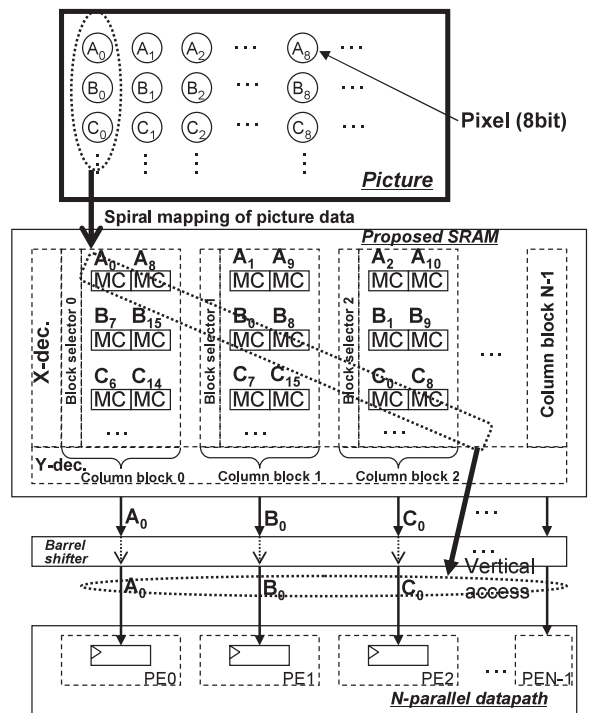 A0 A1 A2 ... A8 ...
B0 B1 B2 ... B8 ...
C0 C1 C2 ... C8 ...
Pixel (8bit)
Picture
Spiral mapping of picture data
Proposed SRAM
X-dec.
Block selector 0
A0 A8
MC MC
B7 B15
MC MC
C6 C14
MC MC
...
Block selector 1
A1 A9
MC MC
B0 B8
MC MC
C7 C15
MC MC
...
Block selector 2
A2 A10
MC MC
B1 B9
MC MC
C0 C8
MC MC
...
...
Column block N-1
Y-dec.
Column block 0 Column block 1 Column block 2
A0 B0 C0 ...
Barrel shifter
...
A0 B0 C0
Vertical access
PE0 PE1 PE2 ... PEN-1
N-parallel datapath